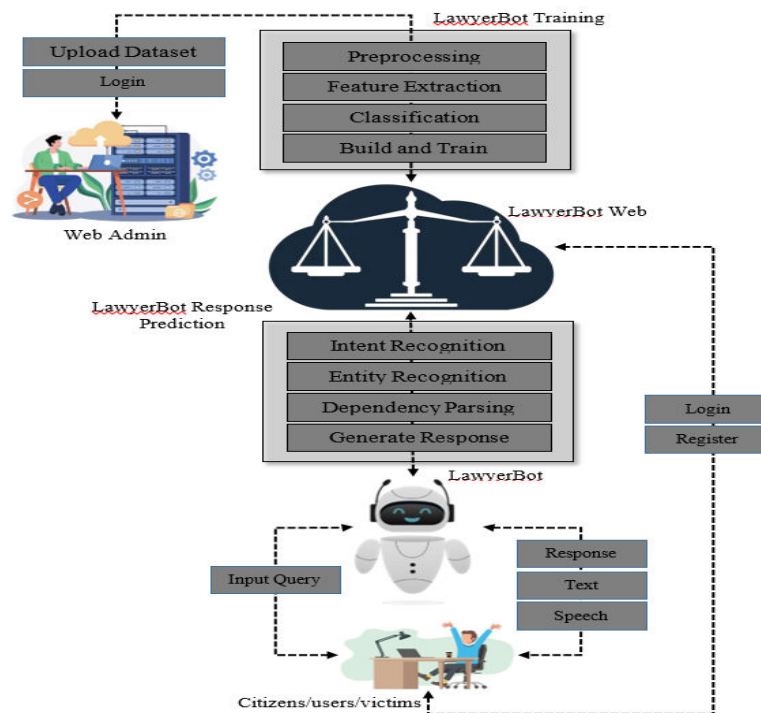 LawyerBot Training
Upload Dataset
Login
Preprocessing
Feature Extraction
Classification
Build and Train
Web Admin
LawyerBot Web
LawyerBot Response
Prediction
Intent Recognition
Entity Recognition
Dependency Parsing
Generate Response
Login
Register
LawyerBot
Input Query
Response
Text
Speech
Citizens/users/victims